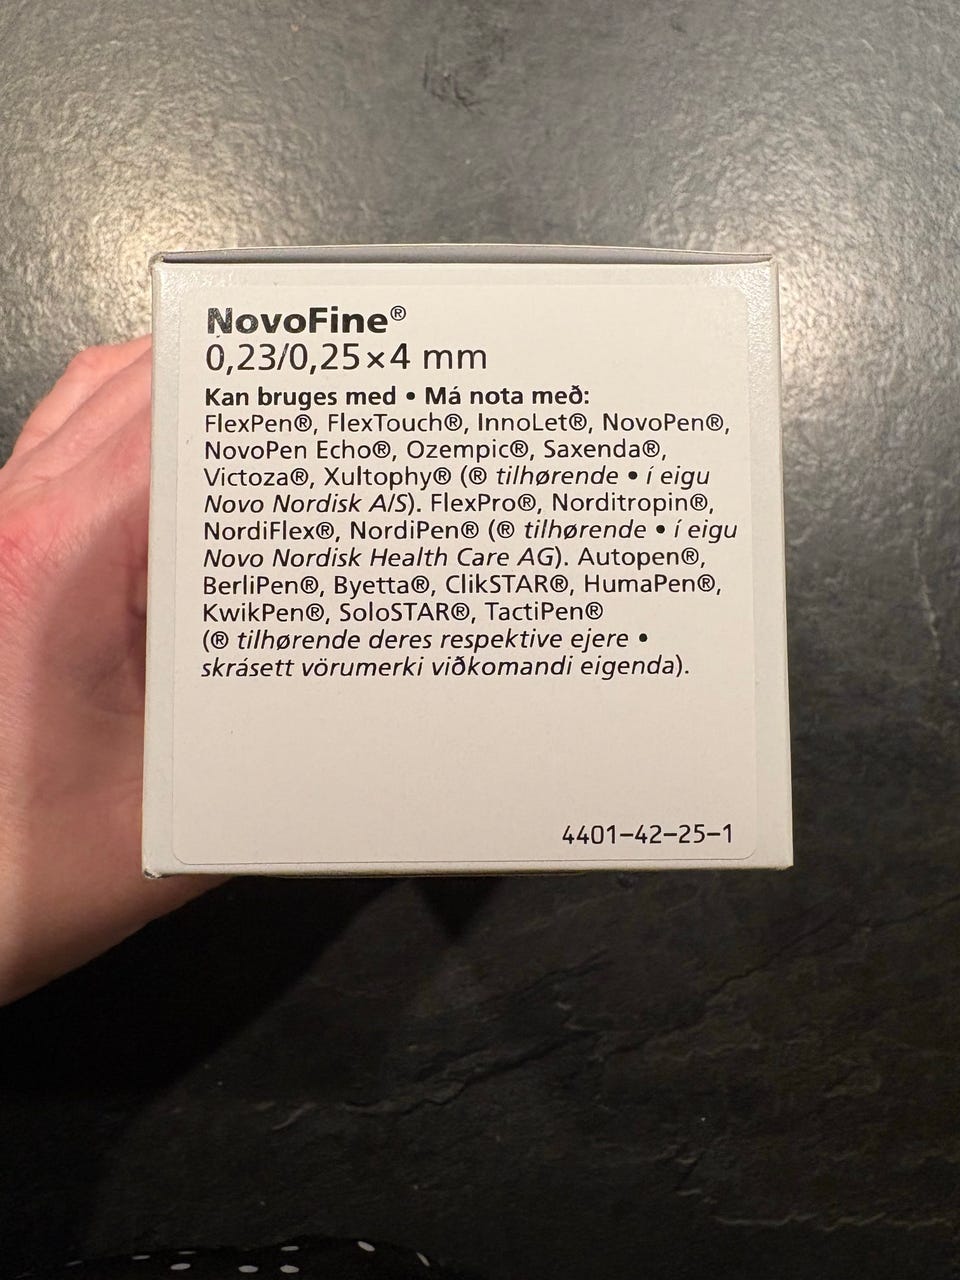 NovoFine®
0,23/0,25×4 mm
Kan bruges med • Má nota með:
FlexPen®, FlexTouch®, InnoLet®, NovoPen®,
NovoPen Echo®, Ozempic®, Saxenda®,
Victoza®, Xultophy® (® tilhørende • í eigu
Novo Nordisk A/S). FlexPro®, Norditropin®,
NordiFlex®, NordiPen® (® tilhørende • í eigu
Novo Nordisk Health Care AG). Autopen®,
BerliPen®, Byetta®, ClikSTAR®, HumaPen®,
KwikPen®, SoloSTAR®, TactiPen®
(® tilhørende deres respektive ejere •
skrásett vörumerki viðkomandi eigenda).
4401–42–25–1